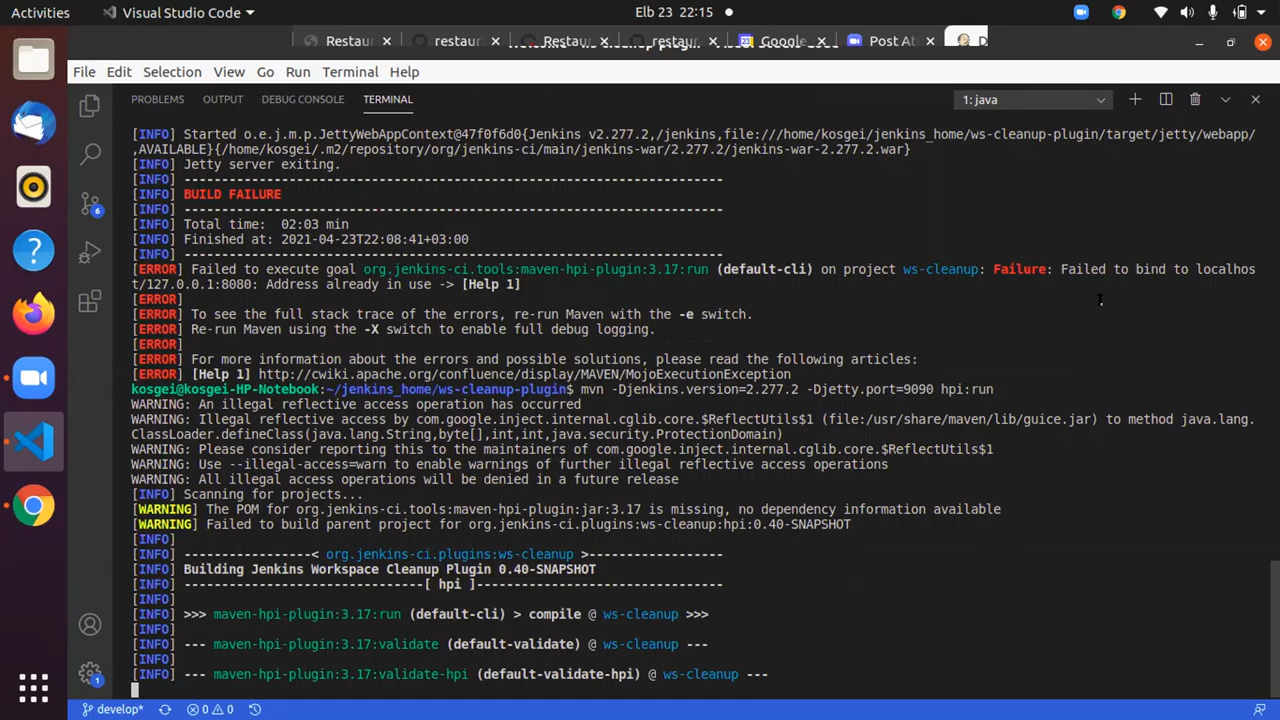 Activities
Visual Studio Code
Elb 23 22:15
Restau
restaur
Restau
restaur
Google
Post At
D
File Edit Selection View Go Run Terminal Help
PROBLEMS OUTPUT DEBUG CONSOLE TERMINAL
1: java
[INFO] Started o.e.j.m.p.JettyWebAppContext@47f0f6d0{Jenkins v2.277.2,/jenkins,file:///home/kosgei/jenkins_home/ws-cleanup-plugin/target/jetty/webapp/
,AVAILABLE}{/home/kosgei/.m2/repository/org/jenkins-ci/main/jenkins-war/2.277.2/jenkins-war-2.277.2.war}
[INFO] Jetty server exiting.
[INFO] ------------------------------------------------------------------------
[INFO] BUILD FAILURE
[INFO] ------------------------------------------------------------------------
[INFO] Total time:  02:03 min
[INFO] Finished at: 2021-04-23T22:08:41+03:00
[INFO] ------------------------------------------------------------------------
[ERROR] Failed to execute goal org.jenkins-ci.tools:maven-hpi-plugin:3.17:run (default-cli) on project ws-cleanup: Failure: Failed to bind to localhos
t/127.0.0.1:8080: Address already in use -> [Help 1]
[ERROR]
[ERROR] To see the full stack trace of the errors, re-run Maven with the -e switch.
[ERROR] Re-run Maven using the -X switch to enable full debug logging.
[ERROR]
[ERROR] For more information about the errors and possible solutions, please read the following articles:
[ERROR] [Help 1] http://cwiki.apache.org/confluence/display/MAVEN/MojoExecutionException
kosgei@kosgei-HP-Notebook:~/jenkins_home/ws-cleanup-plugin$ mvn -Djenkins.version=2.277.2 -Djetty.port=9090 hpi:run
WARNING: An illegal reflective access operation has occurred
WARNING: Illegal reflective access by com.google.inject.internal.cglib.core.$ReflectUtils$1 (file:/usr/share/maven/lib/guice.jar) to method java.lang.
ClassLoader.defineClass(java.lang.String,byte[],int,int,java.security.ProtectionDomain)
WARNING: Please consider reporting this to the maintainers of com.google.inject.internal.cglib.core.$ReflectUtils$1
WARNING: Use --illegal-access=warn to enable warnings of further illegal reflective access operations
WARNING: All illegal access operations will be denied in a future release
[INFO] Scanning for projects...
[WARNING] The POM for org.jenkins-ci.tools:maven-hpi-plugin:jar:3.17 is missing, no dependency information available
[WARNING] Failed to build parent project for org.jenkins-ci.plugins:ws-cleanup:hpi:0.40-SNAPSHOT
[INFO]
[INFO] ----------------< org.jenkins-ci.plugins:ws-cleanup >-----------------
[INFO] Building Jenkins Workspace Cleanup Plugin 0.40-SNAPSHOT
[INFO] --------------------------------[ hpi ]---------------------------------
[INFO]
[INFO] >>> maven-hpi-plugin:3.17:run (default-cli) > compile @ ws-cleanup >>>
[INFO]
[INFO] --- maven-hpi-plugin:3.17:validate (default-validate) @ ws-cleanup ---
[INFO]
[INFO] --- maven-hpi-plugin:3.17:validate-hpi (default-validate-hpi) @ ws-cleanup ---
6
1
develop* 0 0